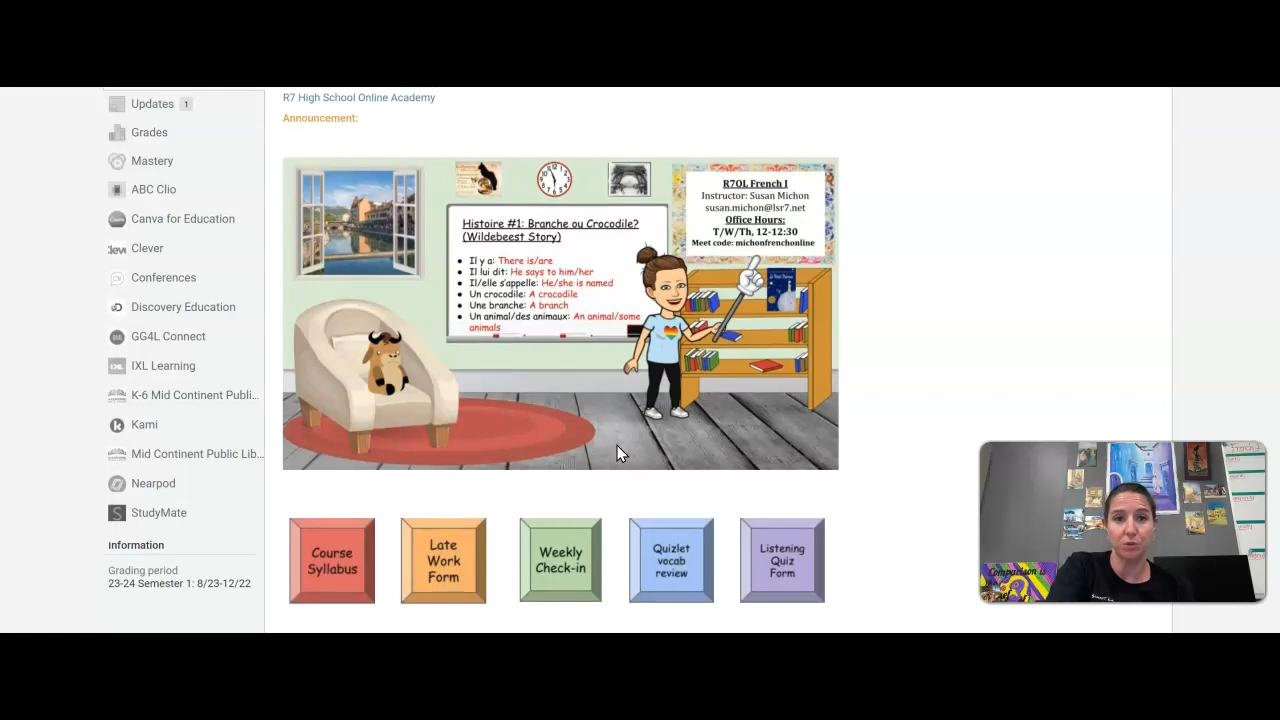 R7 High School Online Academy
Announcement:
Updates 1
Grades
Mastery
ABC Clio
Canva for Education
Clever
Conferences
Discovery Education
GG4L Connect
IXL Learning
K-6 Mid Continent Publi...
Kami
Mid Continent Public Lib...
Nearpod
StudyMate
Information
Grading period
23-24 Semester 1: 8/23-12/22
Histoire #1: Branche ou Crocodile?
(Wildebeest Story)
Il y a: There is/are
Il lui dit: He says to him/her
Il/elle s'appelle: He/she is named
Un crocodile: A crocodile
Une branche: A branch
Un animal/des animaux: An animal/some
animals
R7OL French I
Instructor: Susan Michon
susan.michon@lsr7.net
Office Hours:
T/W/Th, 12-12:30
Meet code: michonfrenchonline
Course
Syllabus
Late
Work
Form
Weekly
Check-in
Quizlet
vocab
review
Listening
Quiz
Form
Comparison is